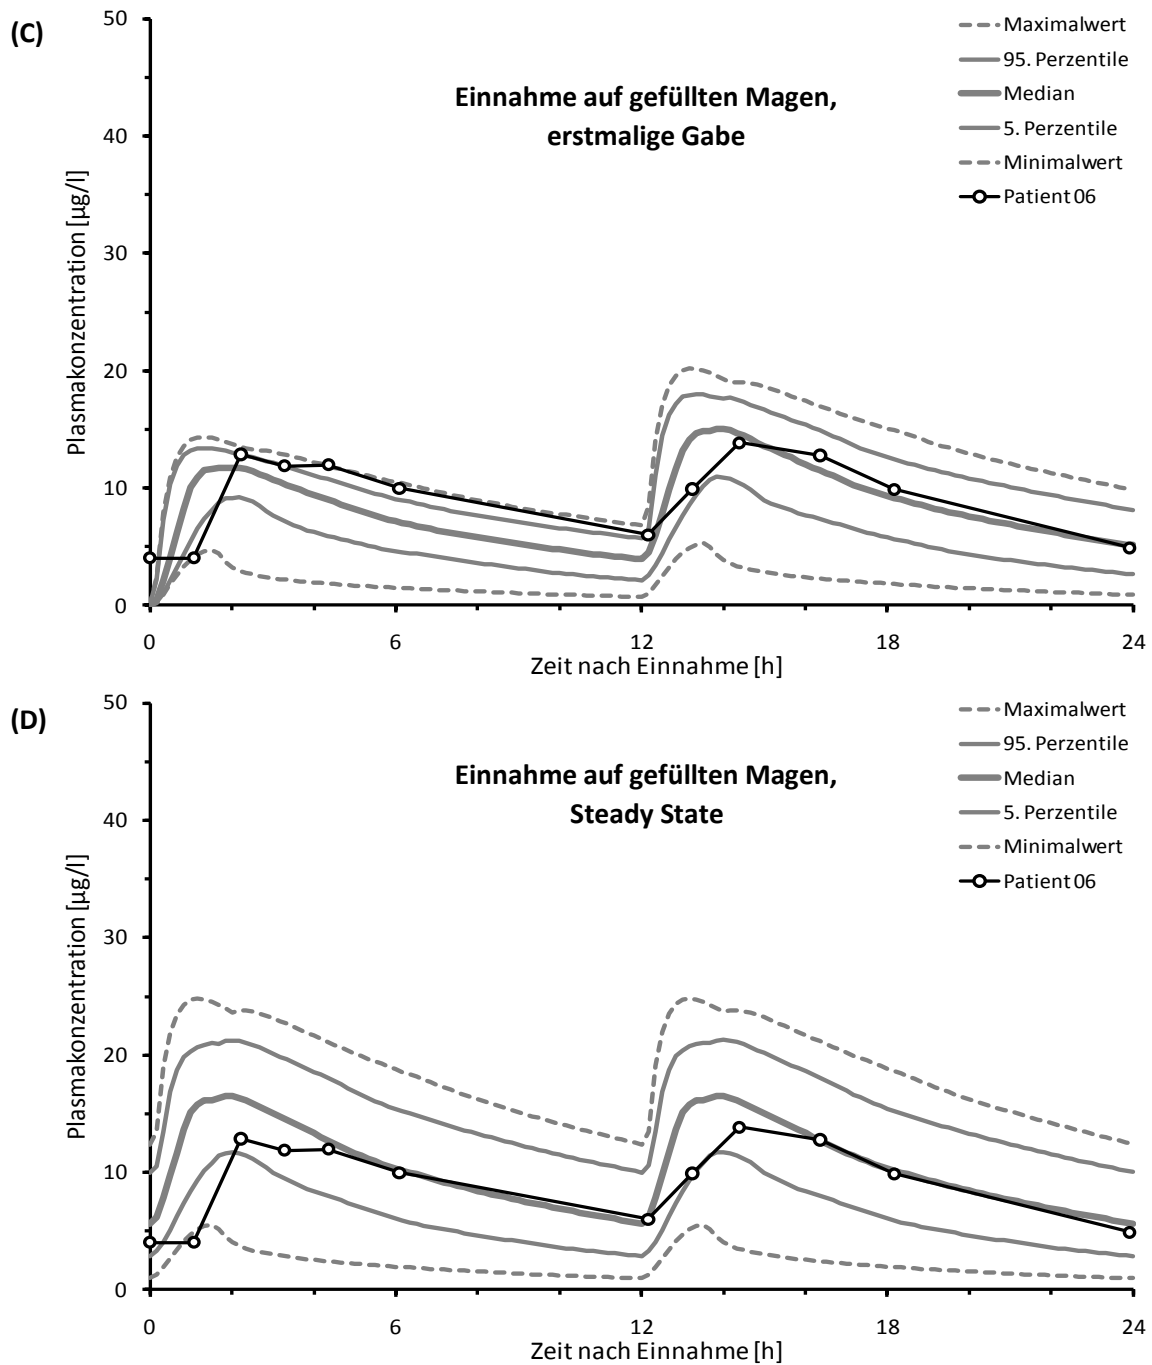 (C)
50
40
30
20
10
0
Plasmakonzentration [µg/l]
Einnahme auf gefüllten Magen,
erstmalige Gabe
Maximalwert
95. Perzentile
Median
5. Perzentile
Minimalwert
Patient 06
0 6 12 18 24
Zeit nach Einnahme [h]
(D)
50
40
30
20
10
0
Plasmakonzentration [µg/l]
Einnahme auf gefüllten Magen,
Steady State
Maximalwert
95. Perzentile
Median
5. Perzentile
Minimalwert
Patient 06
0 6 12 18 24
Zeit nach Einnahme [h]